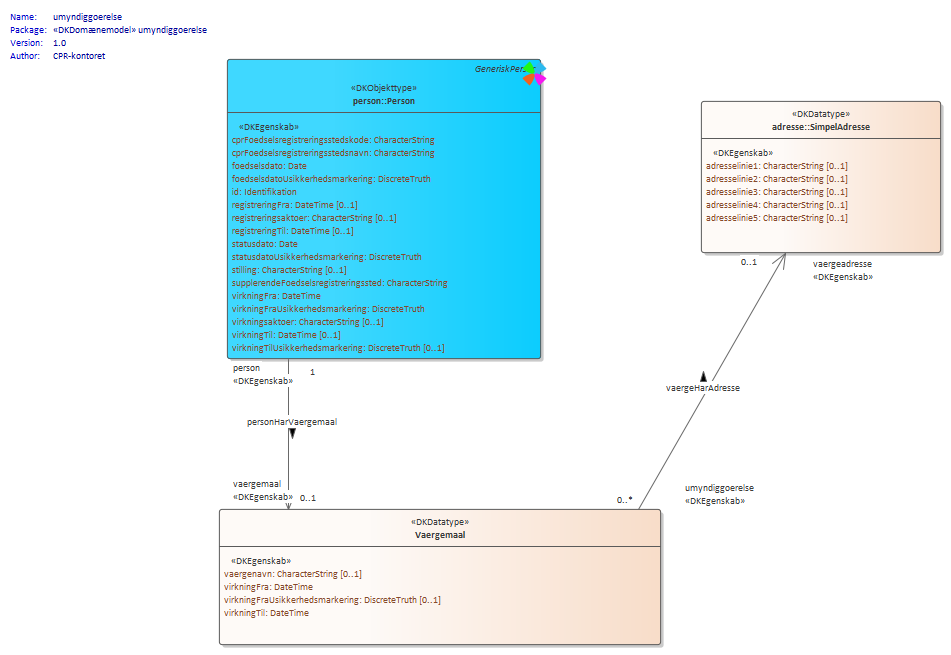 Name: umyndiggoerelse
Package: «DKDomænemodel» umyndiggoerelse
Version: 1.0
Author: CPR-kontoret
GeneriskPer
«DKObjekttype»
person::Person
«DKEgenskab»
cprFoedselsregistreringsstedskode: CharacterString
cprFoedselsregistreringsstedsnavn: CharacterString
foedselsdato: Date
foedselsdatoUsikkerhedsmarkering: DiscreteTruth
id: Identifikation
registreringFra: DateTime [0..1]
registreringsaktoer: CharacterString [0..1]
registreringTil: DateTime [0..1]
statusdato: Date
statusdatoUsikkerhedsmarkering: DiscreteTruth
stilling: CharacterString [0..1]
supplerendeFoedselsregistreringssted: CharacterString
virkningFra: DateTime
virkningFraUsikkerhedsmarkering: DiscreteTruth
virkningsaktoer: CharacterString [0..1]
virkningTil: DateTime [0..1]
virkningTilUsikkerhedsmarkering: DiscreteTruth [0..1]
«DKDatatype»
adresse::SimpelAdresse
«DKEgenskab»
adresselinie1: CharacterString [0..1]
adresselinie2: CharacterString [0..1]
adresselinie3: CharacterString [0..1]
adresselinie4: CharacterString [0..1]
adresselinie5: CharacterString [0..1]
0..1
vaergeadresse
«DKEgenskab»
person
«DKEgenskab»
1
vaergeHarAdresse
personHarVaergemaal
vaergemaal
«DKEgenskab»
0..1
0..*
umyndiggoerelse
«DKEgenskab»
«DKDatatype»
Vaergemaal
«DKEgenskab»
vaergenavn: CharacterString [0..1]
virkningFra: DateTime
virkningFraUsikkerhedsmarkering: DiscreteTruth [0..1]
virkningTil: DateTime